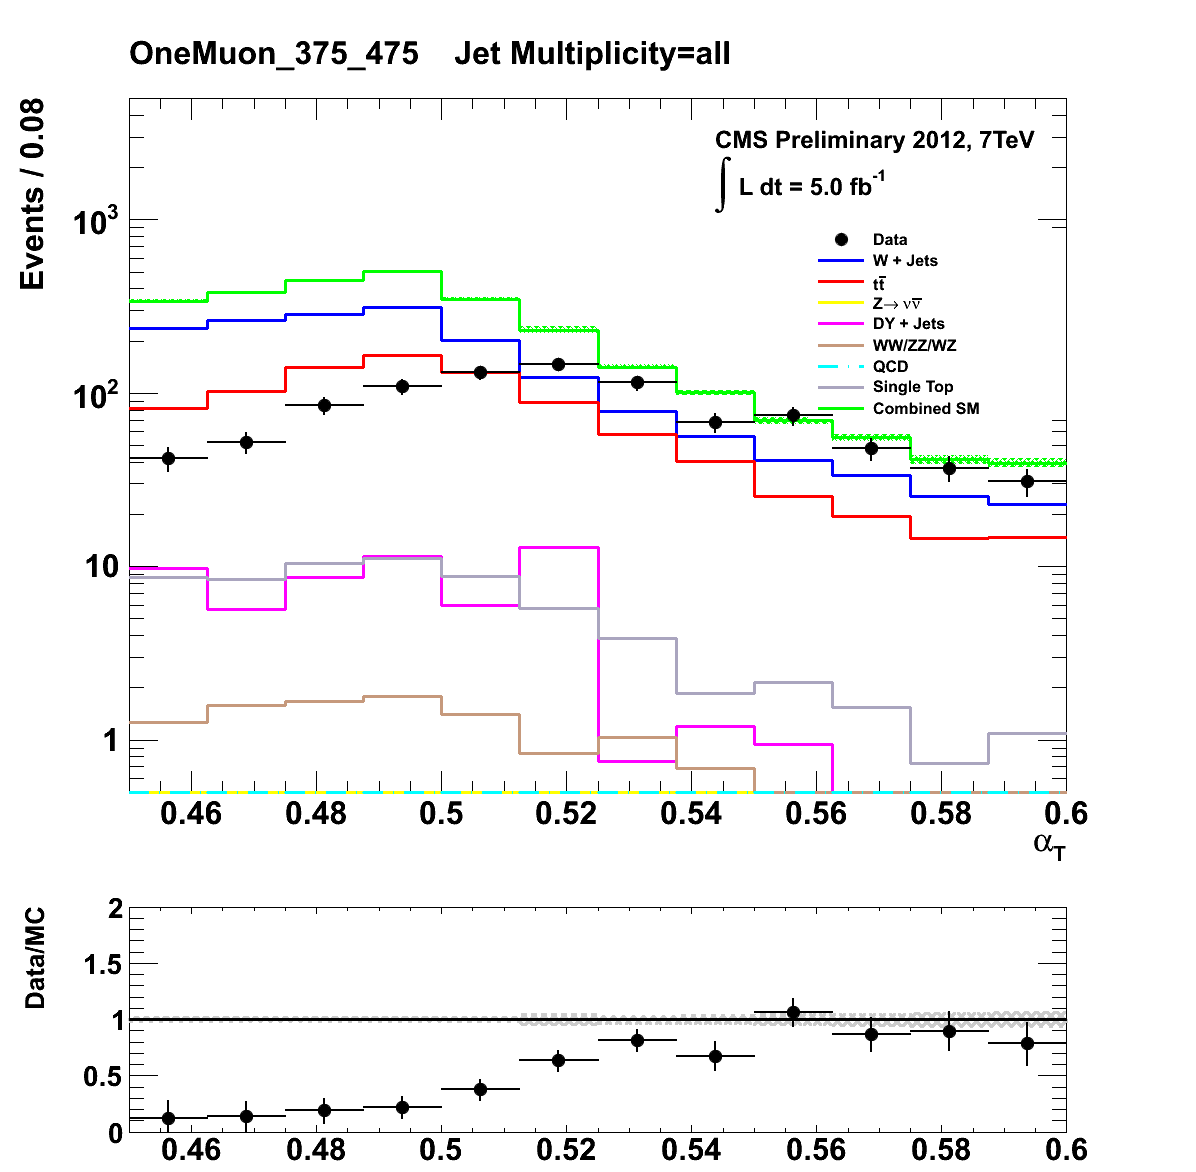 OneMuon_375_475    Jet Multiplicity=all
Events / 0.08
CMS Preliminary 2012, 7TeV
∫ L dt = 5.0 fb⁻¹
Data
W + Jets
tt̅
Z→ νν̅
DY + Jets
WW/ZZ/WZ
QCD
Single Top
Combined SM
10³
10²
10
1
0.46 0.48 0.5 0.52 0.54 0.56 0.58 0.6
α_T
Data/MC
2
1.5
1
0.5
0
0.46 0.48 0.5 0.52 0.54 0.56 0.58 0.6